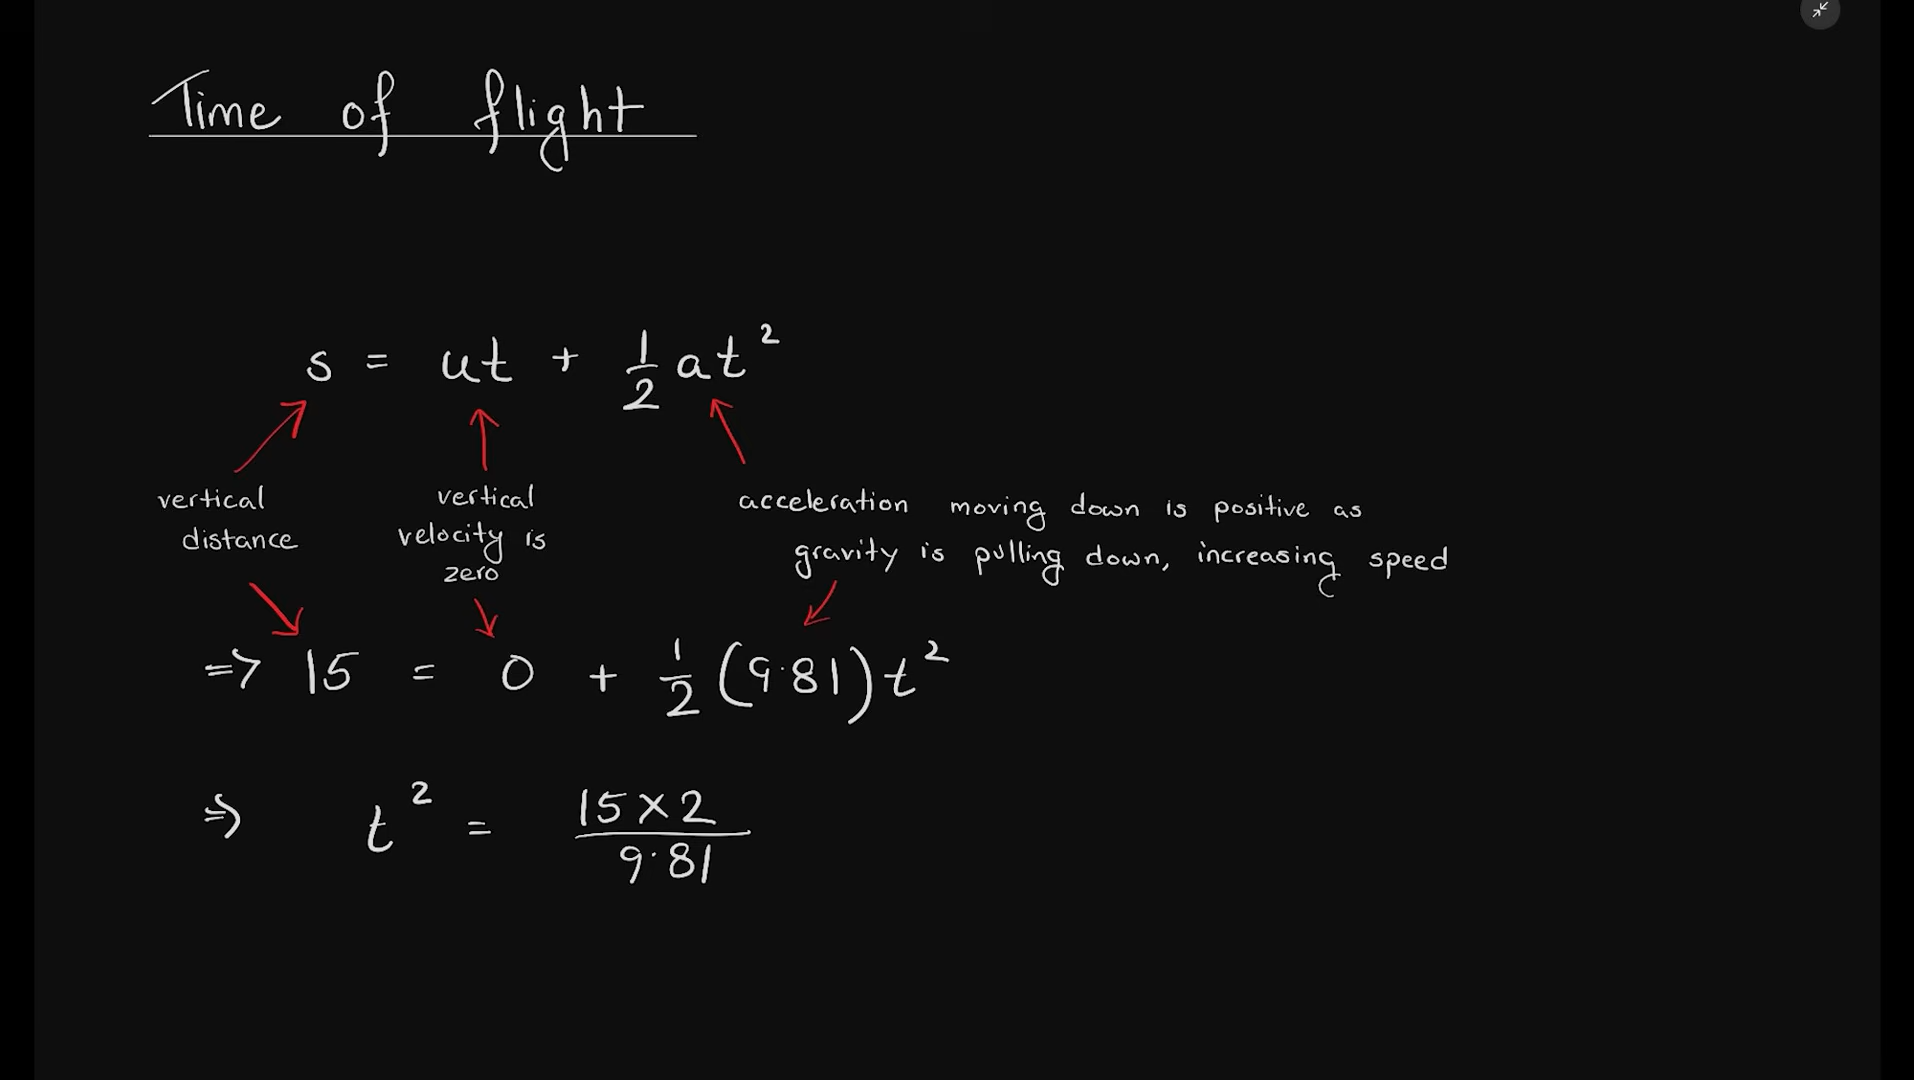 Time of flight
s = ut + 1/2 at²
vertical distance
vertical velocity is zero
acceleration moving down is positive as
gravity is pulling down, increasing speed
=> 15 = 0 + 1/2 (9.81) t²
=> t² = 15 × 2 / 9.81